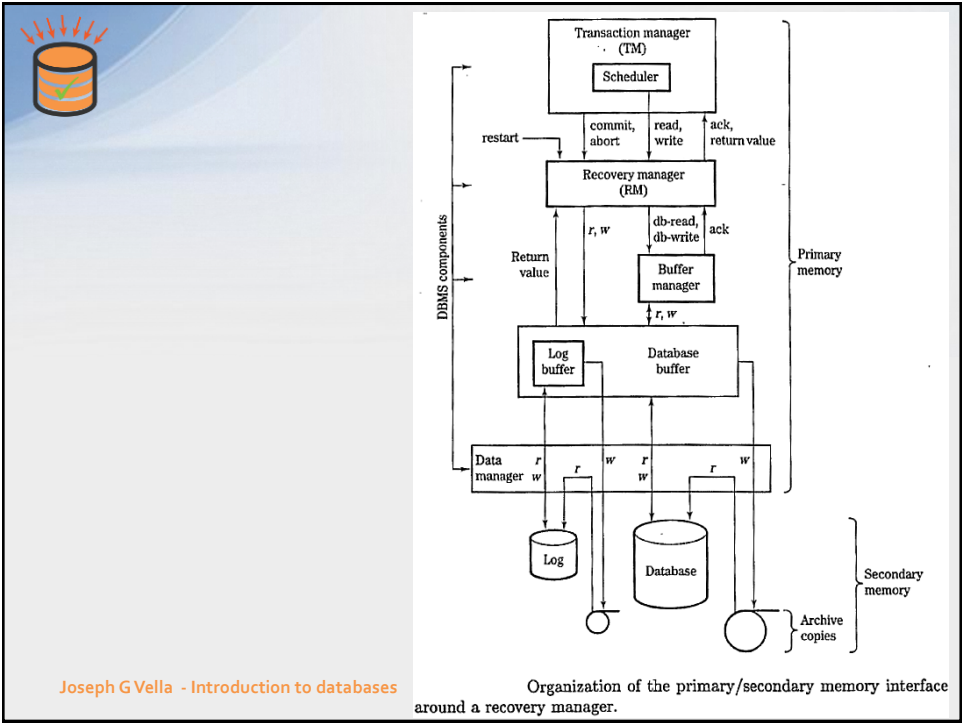 Transaction manager
(TM)
Scheduler
restart
commit,
abort
read,
write
ack,
return value
Recovery manager
(RM)
DBMS components
Return
value
r, w
db-read,
db-write
ack
Buffer
manager
r, w
Primary
memory
Log
buffer
Database
buffer
Data
manager
r
w
r
w
r
w
r
w
Log
Database
Secondary
memory
Archive
copies
Joseph G Vella - Introduction to databases
Organization of the primary/secondary memory interface
around a recovery manager.